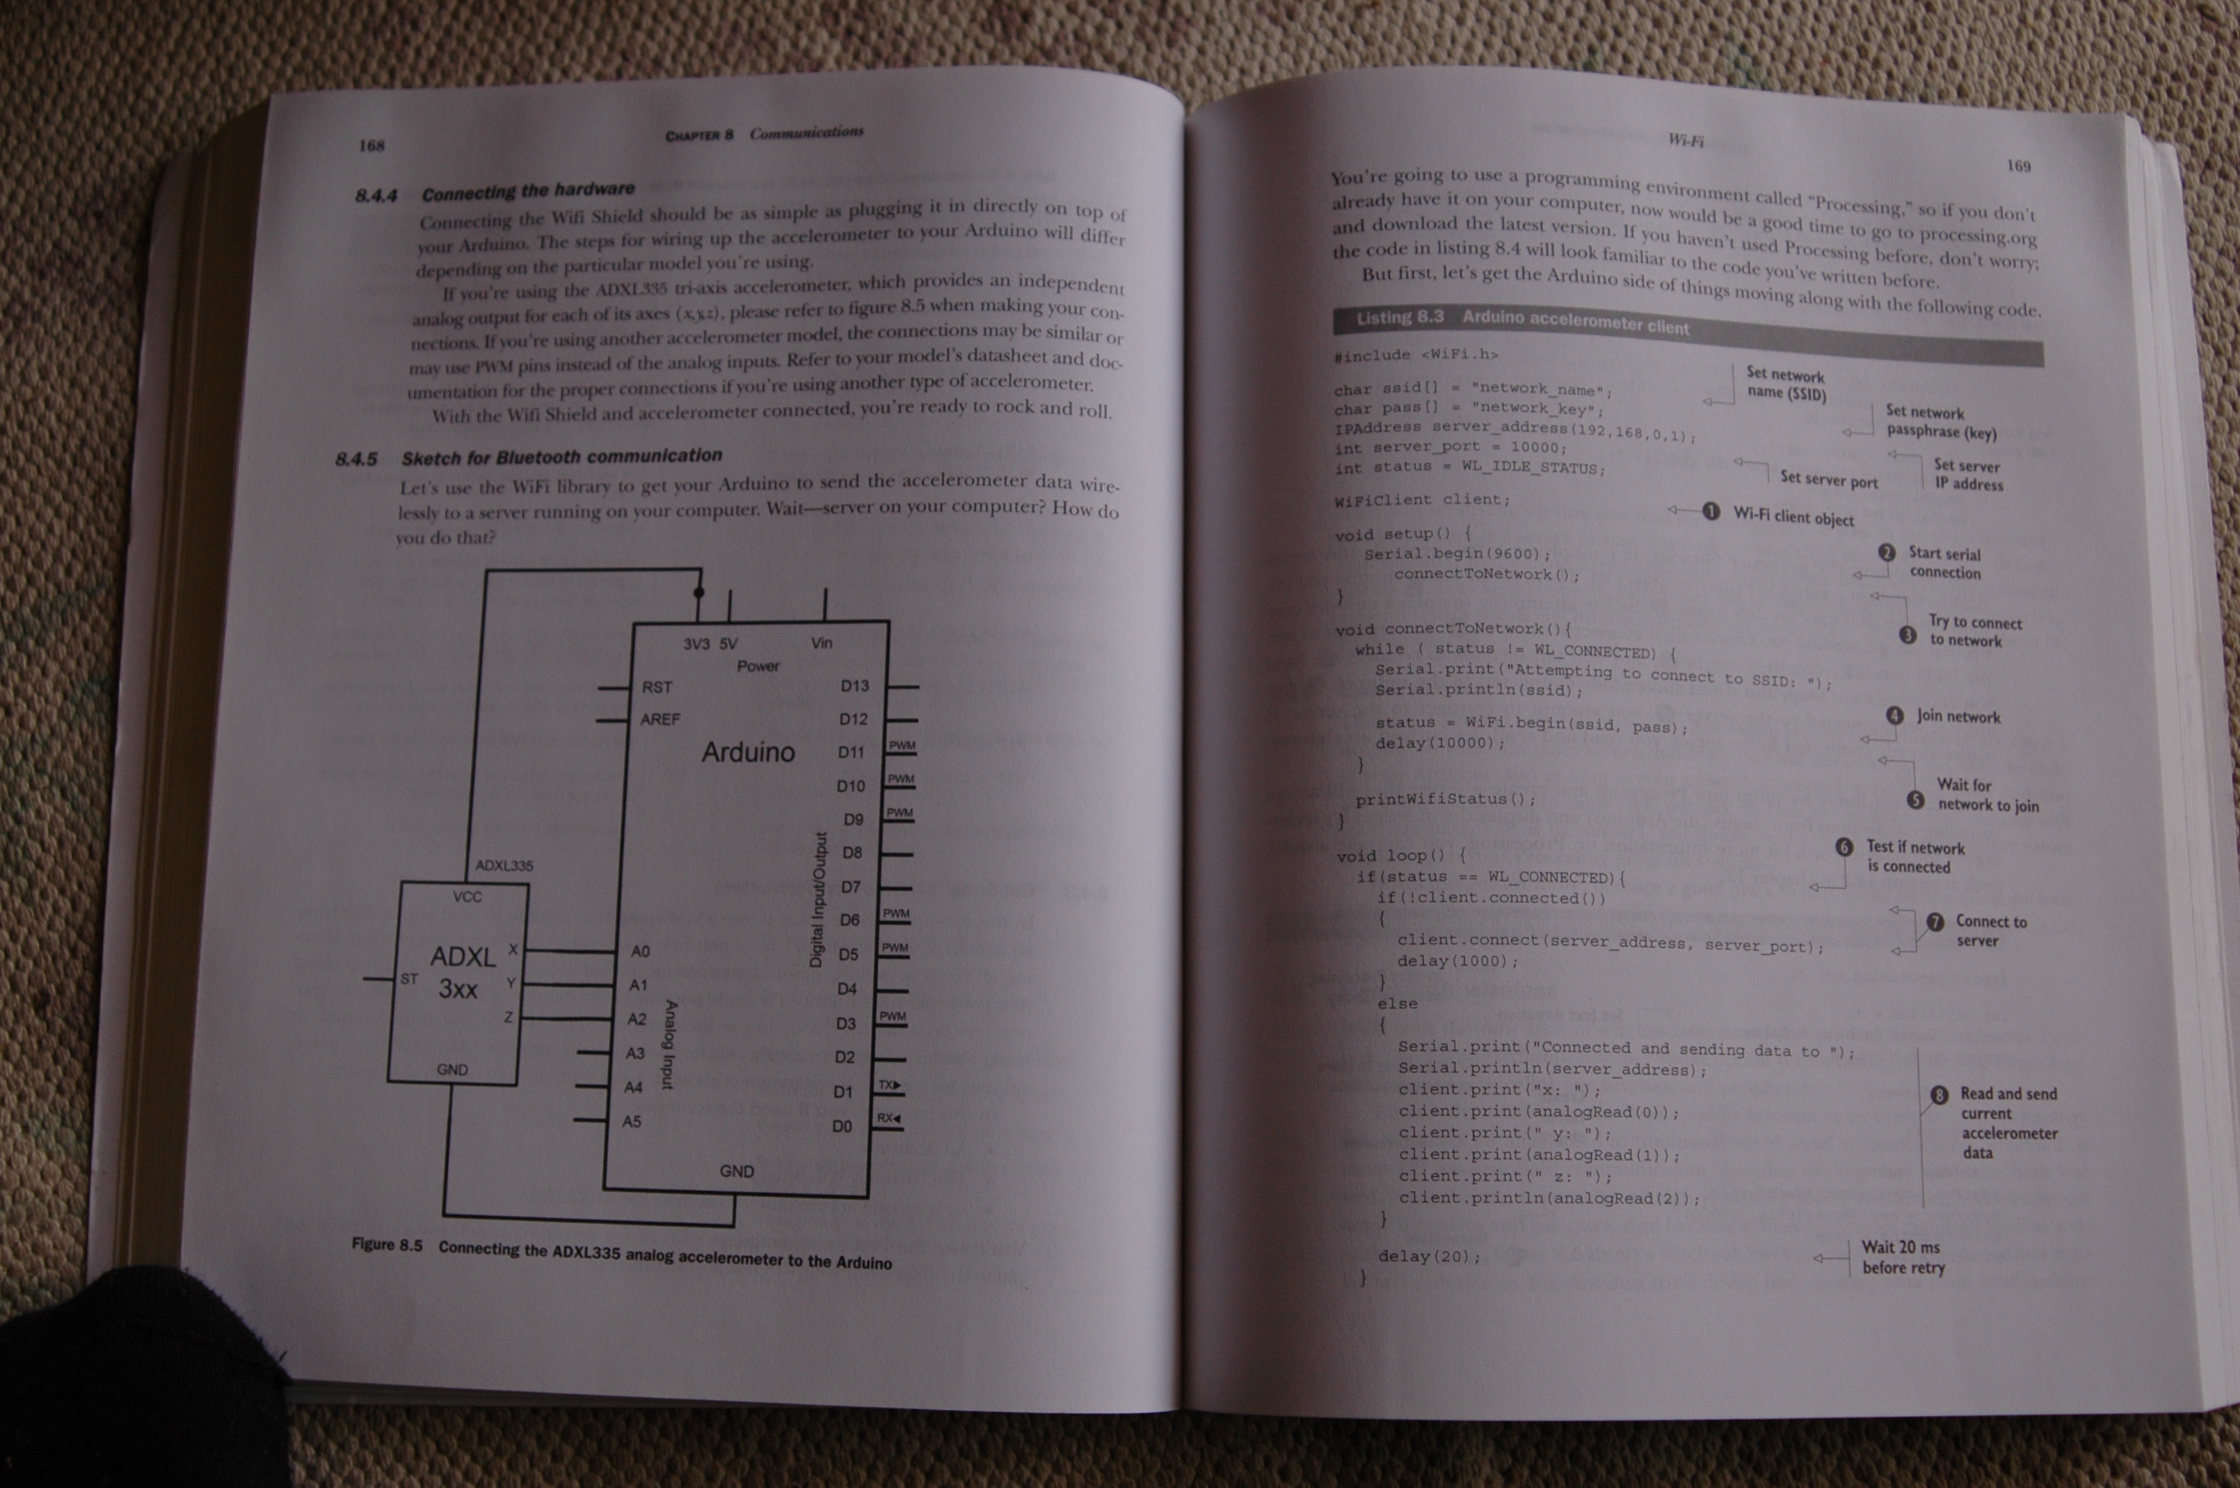 168
CHAPTER 8 Communications
8.4.4 Connecting the hardware
Connecting the Wifi Shield should be as simple as plugging it in directly on top of
your Arduino. The steps for wiring up the accelerometer to your Arduino will differ
depending on the particular model you're using.
If you're using the ADXL335 tri-axis accelerometer, which provides an independent
analog output for each of its axes (x,y,z), please refer to figure 8.5 when making your con-
nections. If you're using another accelerometer model, the connections may be similar or
may use PWM pins instead of the analog inputs. Refer to your model's datasheet and doc-
umentation for the proper connections if you're using another type of accelerometer.
With the Wifi Shield and accelerometer connected, you're ready to rock and roll.
8.4.5 Sketch for Bluetooth communication
Let's use the WiFi library to get your Arduino to send the accelerometer data wire-
lessly to a server running on your computer. Wait—server on your computer? How do
you do that?
3V3 5V Vin
Power
RST
AREF
Arduino
D13
D12
D11 PWM
D10 PWM
D9 PWM
D8
D7
D6 PWM
D5 PWM
D4
D3 PWM
D2
D1 TX
D0 RX
Digital Input/Output
Analog Input
A0
A1
A2
A3
A4
A5
GND
ADXL335
VCC
ADXL
3xx
X
Y
Z
ST
GND
Figure 8.5 Connecting the ADXL335 analog accelerometer to the Arduino
Wi-Fi
169
You're going to use a programming environment called "Processing," so if you don't
already have it on your computer, now would be a good time to go to processing.org
and download the latest version. If you haven't used Processing before, don't worry;
the code in listing 8.4 will look familiar to the code you've written before.
But first, let's get the Arduino side of things moving along with the following code.
Listing 8.3 Arduino accelerometer client
#include <WiFi.h>
char ssid[] = "network_name";
char pass[] = "network_key";
IPAddress server_address(192,168,0,1);
int server_port = 10000;
int status = WL_IDLE_STATUS;
WiFiClient client;
void setup() {
Serial.begin(9600);
connectToNetwork();
}
void connectToNetwork(){
while ( status != WL_CONNECTED) {
Serial.print("Attempting to connect to SSID: ");
Serial.println(ssid);
status = WiFi.begin(ssid, pass);
delay(10000);
}
printWifiStatus();
}
void loop() {
if(status == WL_CONNECTED){
if(!client.connected())
{
client.connect(server_address, server_port);
delay(1000);
}
else
{
Serial.print("Connected and sending data to ");
Serial.println(server_address);
client.print("x: ");
client.print(analogRead(0));
client.print(" y: ");
client.print(analogRead(1));
client.print(" z: ");
client.println(analogRead(2));
}
delay(20);
}
Set network
name (SSID)
Set network
passphrase (key)
Set server
IP address
Set server port
1 Wi-Fi client object
2 Start serial
connection
3 Try to connect
to network
4 Join network
5 Wait for
network to join
6 Test if network
is connected
7 Connect to
server
8 Read and send
current
accelerometer
data
Wait 20 ms
before retry